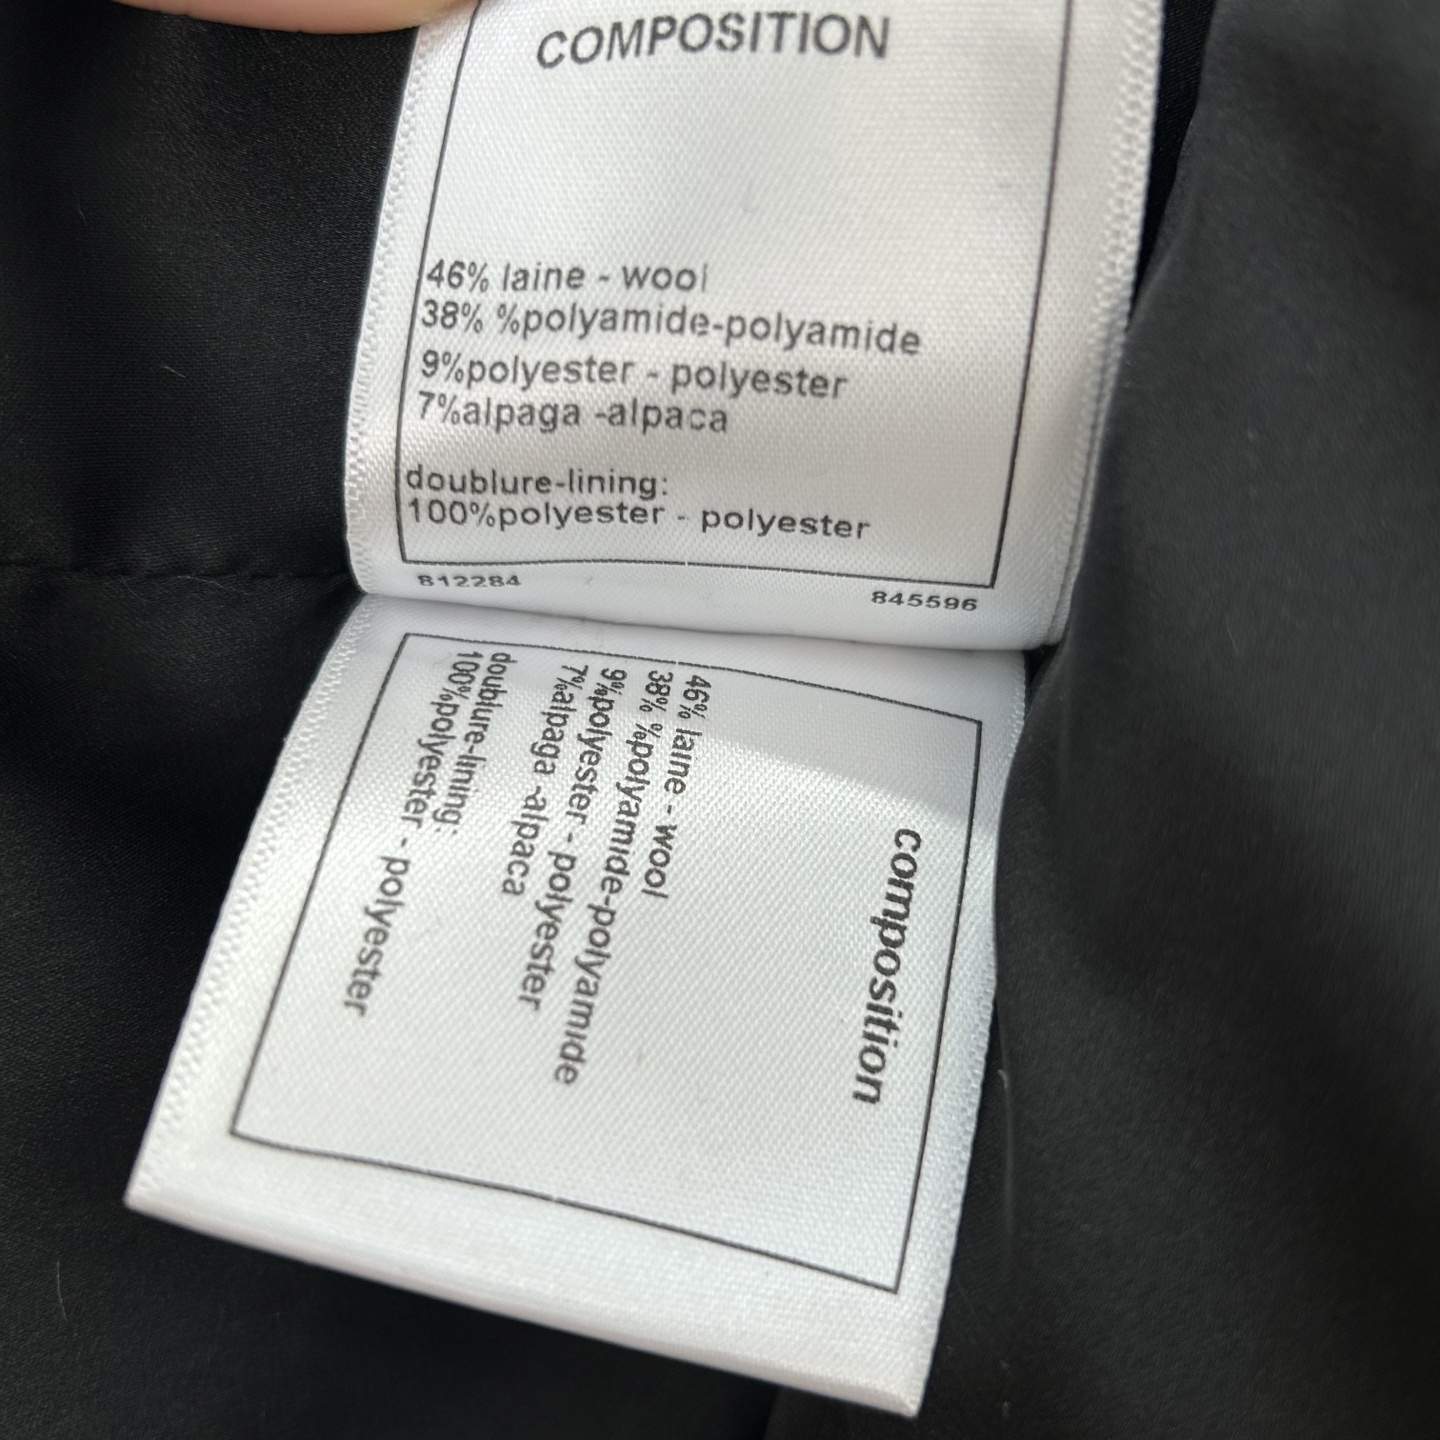 COMPOSITION
46% laine - wool
38% %polyamide-polyamide
9%polyester - polyester
7%alpaga -alpaca
doublure-lining:
100%polyester - polyester
812284
845596
composition
46% laine - wool
38% %polyamide-polyamide
9%polyester - polyester
7%alpaga -alpaca
doublure-lining:
100%polyester - polyester